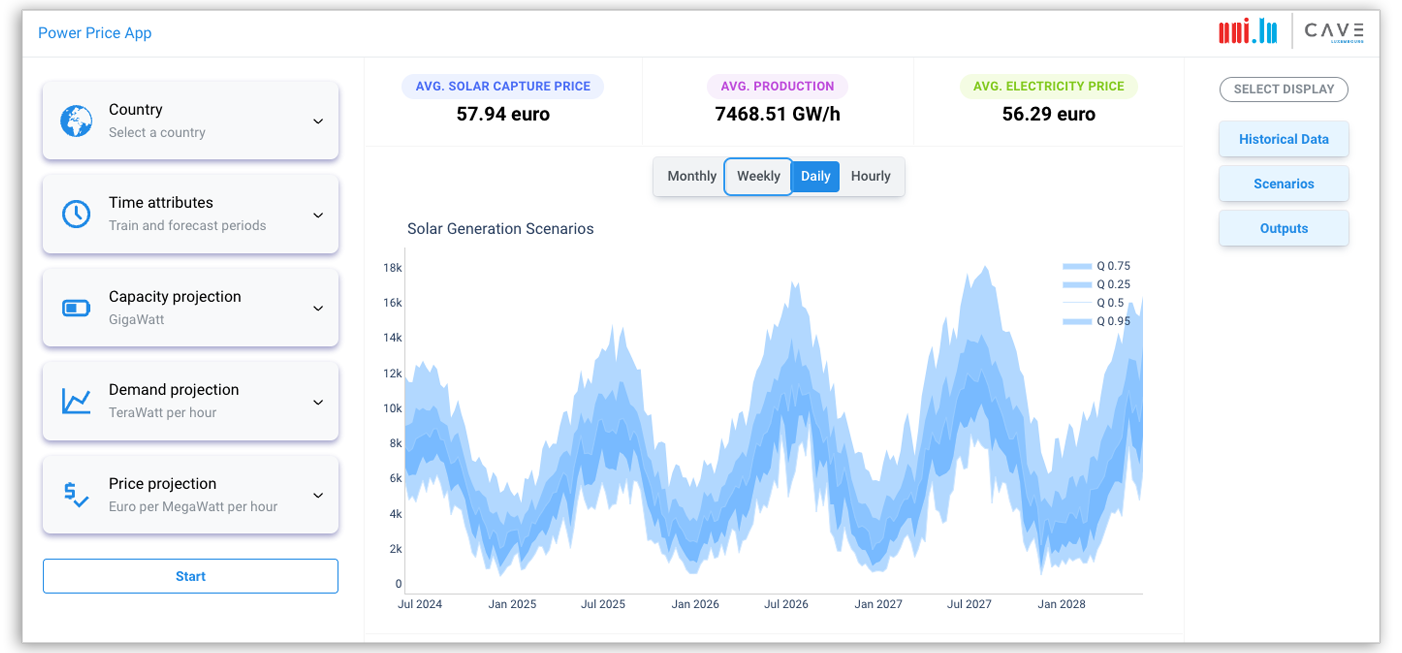 Power Price App
uni.lu
CAVE
LUXEMBOURG
Country
Select a country
Time attributes
Train and forecast periods
Capacity projection
GigaWatt
Demand projection
TeraWatt per hour
Price projection
Euro per MegaWatt per hour
Start
AVG. SOLAR CAPTURE PRICE
57.94 euro
AVG. PRODUCTION
7468.51 GW/h
AVG. ELECTRICITY PRICE
56.29 euro
Monthly Weekly Daily Hourly
Solar Generation Scenarios
18k
16k
14k
12k
10k
8k
6k
4k
2k
0
Jul 2024 Jan 2025 Jul 2025 Jan 2026 Jul 2026 Jan 2027 Jul 2027 Jan 2028
Q 0.75
Q 0.25
Q 0.5
Q 0.95
SELECT DISPLAY
Historical Data
Scenarios
Outputs